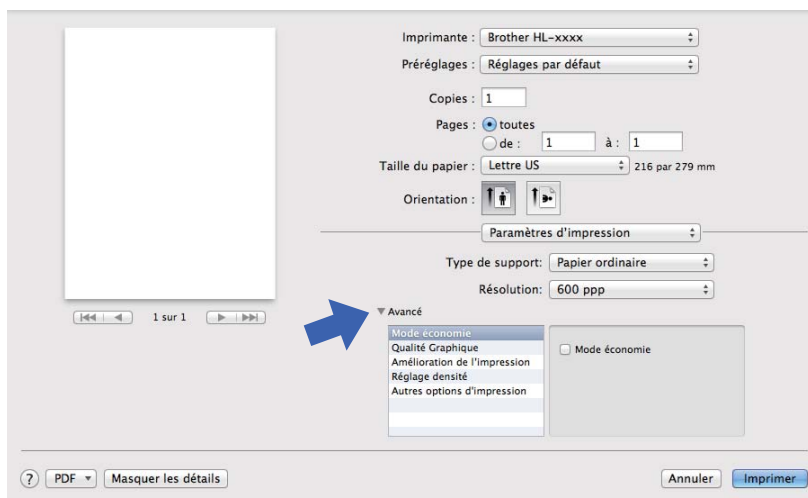 Imprimante : Brother HL-xxxx
Préréglages : Réglages par défaut
Copies : 1
Pages : toutes
de : 1 à : 1
Taille du papier : Lettre US 216 par 279 mm
Orientation :
Paramètres d'impression
Type de support: Papier ordinaire
Résolution: 600 ppp
1 sur 1
Avancé
Mode économie
Qualité Graphique
Mode économie
Amélioration de l'impression
Réglage densité
Autres options d'impression
? PDF Masquer les détails Annuler Imprimer